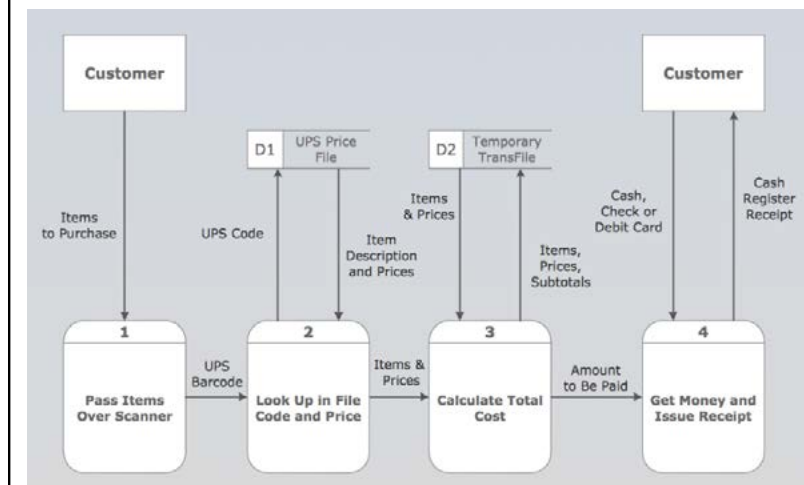 Customer
Customer
D1
UPS Price
File
D2
Temporary
TransFile
Items
to Purchase
UPS Code
Item
Description
and Prices
Items
& Prices
Items,
Prices,
Subtotals
Cash,
Check or
Debit Card
Cash
Register
Receipt
1
Pass Items
Over Scanner
UPS
Barcode
2
Look Up in File
Code and Price
Items &
Prices
3
Calculate Total
Cost
Amount
to Be Paid
4
Get Money and
Issue Receipt